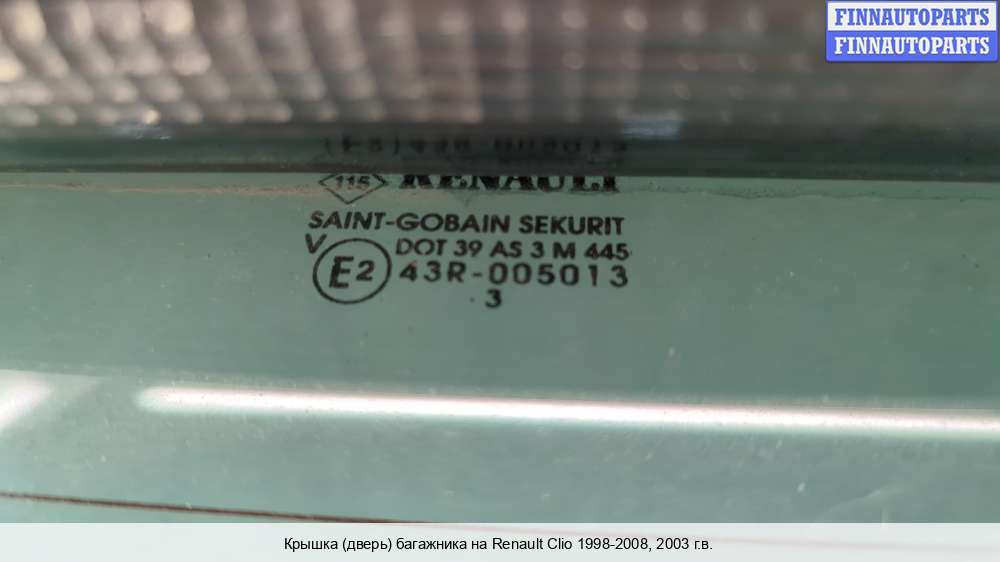 FINNAUTOPARTS
FINNAUTOPARTS
115 RENAULT
SAINT-GOBAIN SEKURIT
V DOT 39 AS 3 M 445
E2 43R-005013
3
Крышка (дверь) багажника на Renault Clio 1998-2008, 2003 г.в.